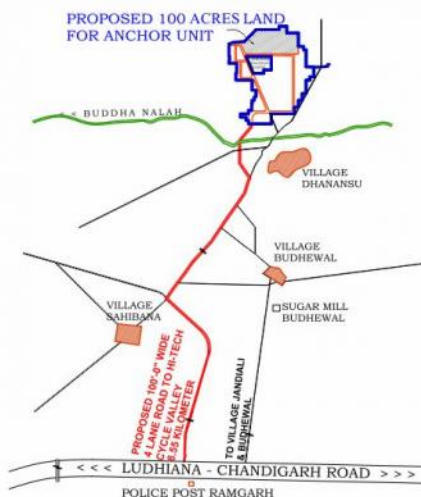 PROPOSED 100 ACRES LAND
FOR ANCHOR UNIT
< < BUDDHA NALAH
VILLAGE
DHANANSU
VILLAGE
BUDHEWAL
SUGAR MILL
BUDHEWAL
VILLAGE
SAHIBANA
PROPOSED 100'-0" WIDE
4 LANE ROAD TO HI-TECH
CYCLE VALLEY
8.55 KILOMETER
TO VILLAGE JANDIALI
& BUDHEWAL
<<< LUDHIANA - CHANDIGARH ROAD >>>
POLICE POST RAMGARH